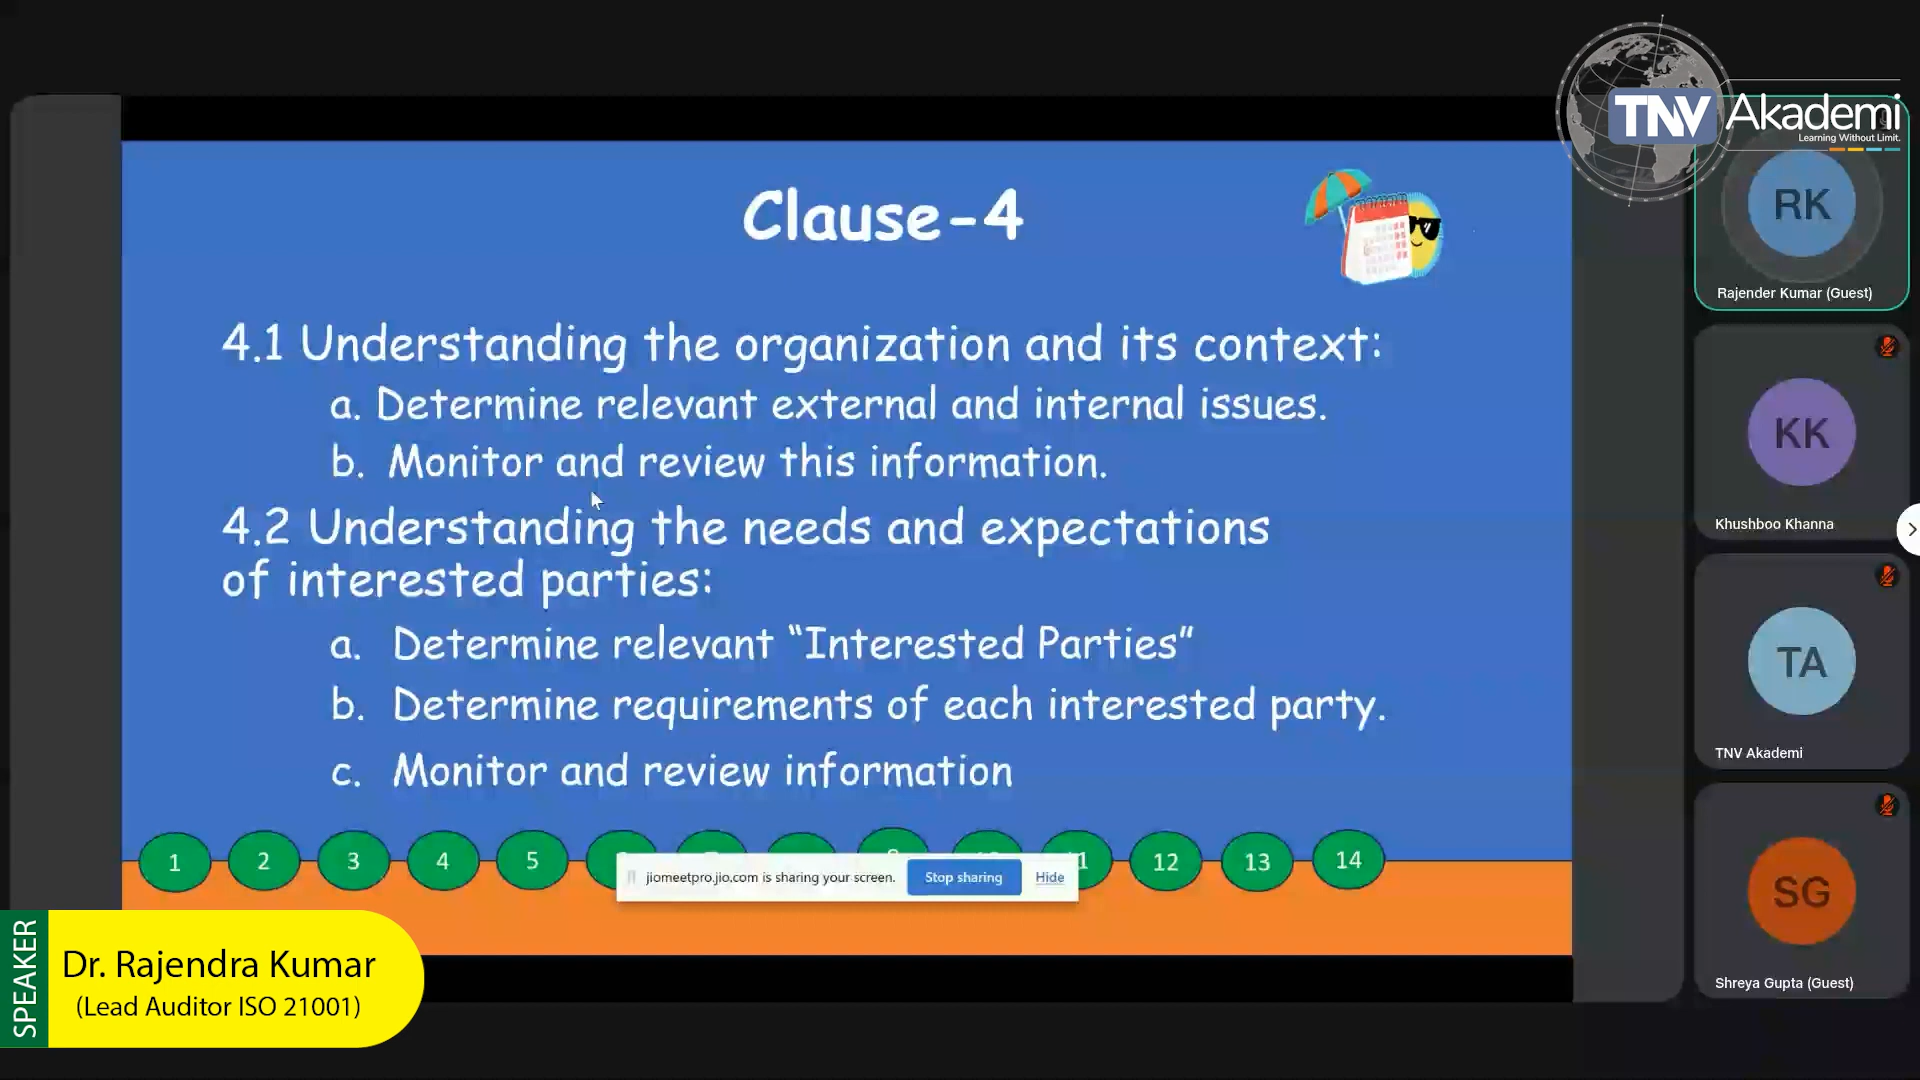 TNV Akademi
Learning Without Limit.
Clause-4
4.1 Understanding the organization and its context:
a. Determine relevant external and internal issues.
b. Monitor and review this information.
4.2 Understanding the needs and expectations
of interested parties:
a. Determine relevant “Interested Parties”
b. Determine requirements of each interested party.
c. Monitor and review information
1 2 3 4 5 12 13 14
jiomeetpro.jio.com is sharing your screen. Stop sharing Hide
RK
Rajender Kumar (Guest)
KK
Khushboo Khanna
TA
TNV Akademi
SG
Shreya Gupta (Guest)
SPEAKER
Dr. Rajendra Kumar
(Lead Auditor ISO 21001)